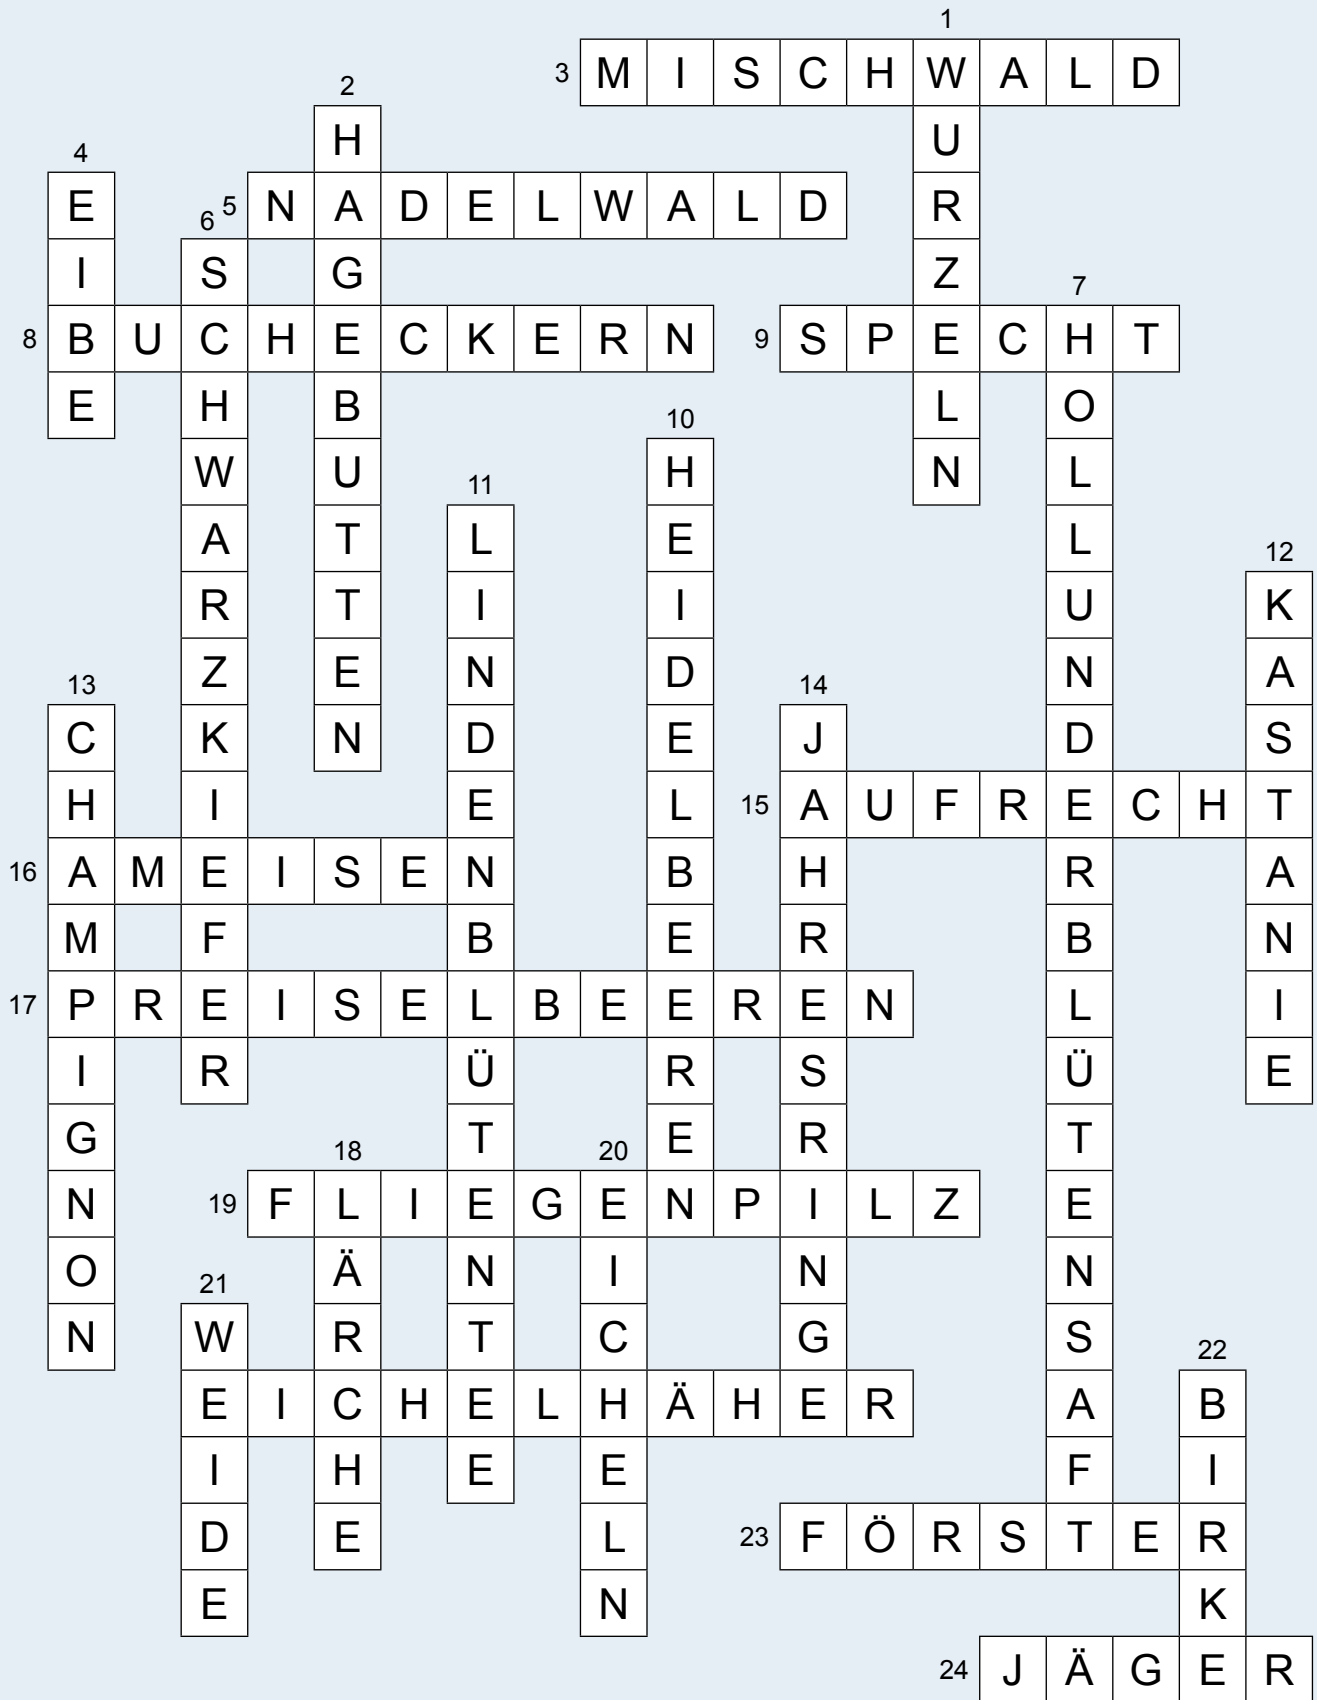 1
3 MISCHWALD
2
H U
4
E 6 5 NADELWALD R
I S G Z 7
8 BUCHECKERN 9 SPECHT
E H B 10 L O
W U 11 H N L
A T L E L 12
R T I I U K
13 Z E N D 14 N A
C K N D E J D S
H I E L 15 AUFRECHT
16 AMEISEN B H R A
M F B E R B N
17 PREISELBEEREN L I
I R Ü R S Ü E
G 18 T 20 E R T
N 19 FLIEGENPILZ E
O 21 Ä N I N N
N W R T C G S 22
EICHELHÄHER A B
I H E E F I
D E L 23 FÖRSTER
E N K
24 JÄGER